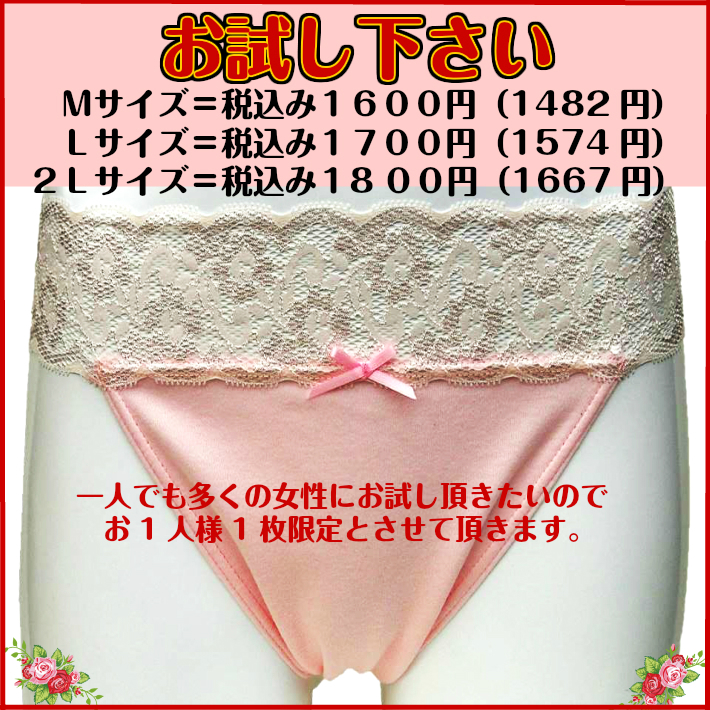 お試し下さい
Mサイズ＝税込み１６００円（1482円）
Lサイズ＝税込み１７００円（1574円）
２Lサイズ＝税込み１８００円（1667円）
一人でも多くの女性にお試し頂きたいので
お１人様１枚限定とさせて頂きます。